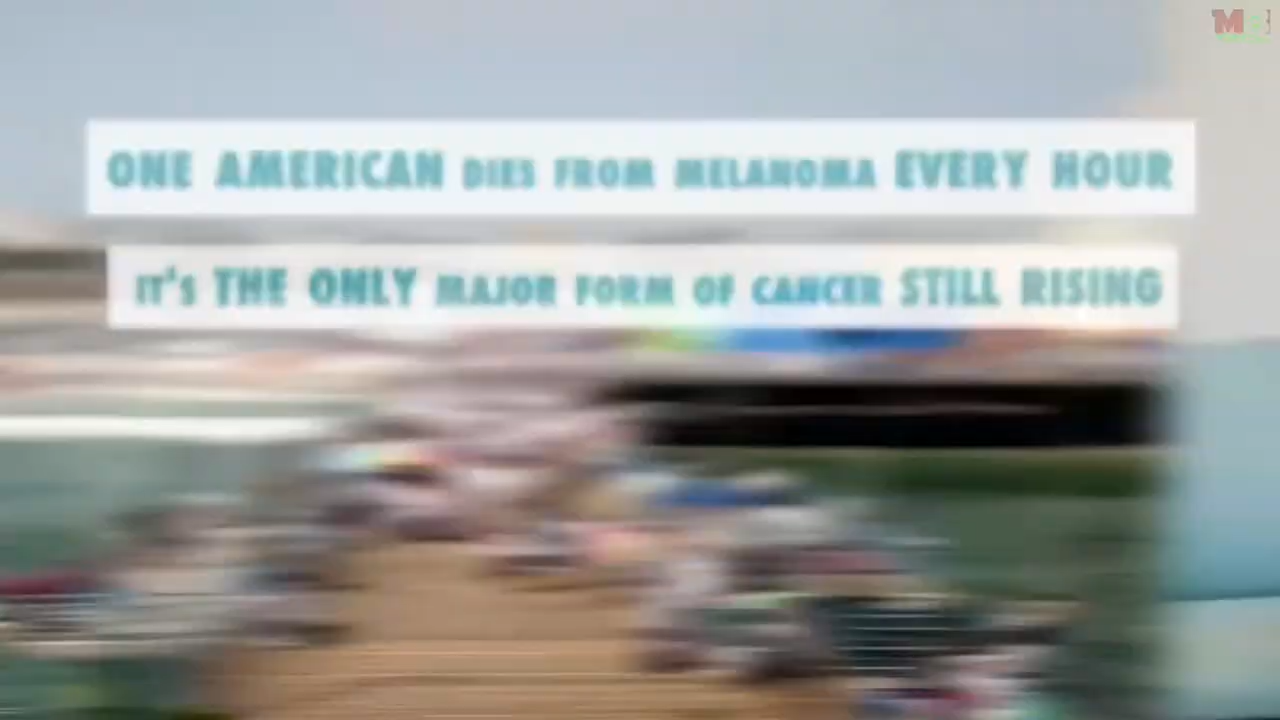 ONE AMERICAN DIES FROM MELANOMA EVERY HOUR
IT'S THE ONLY MAJOR FORM OF CANCER STILL RISING